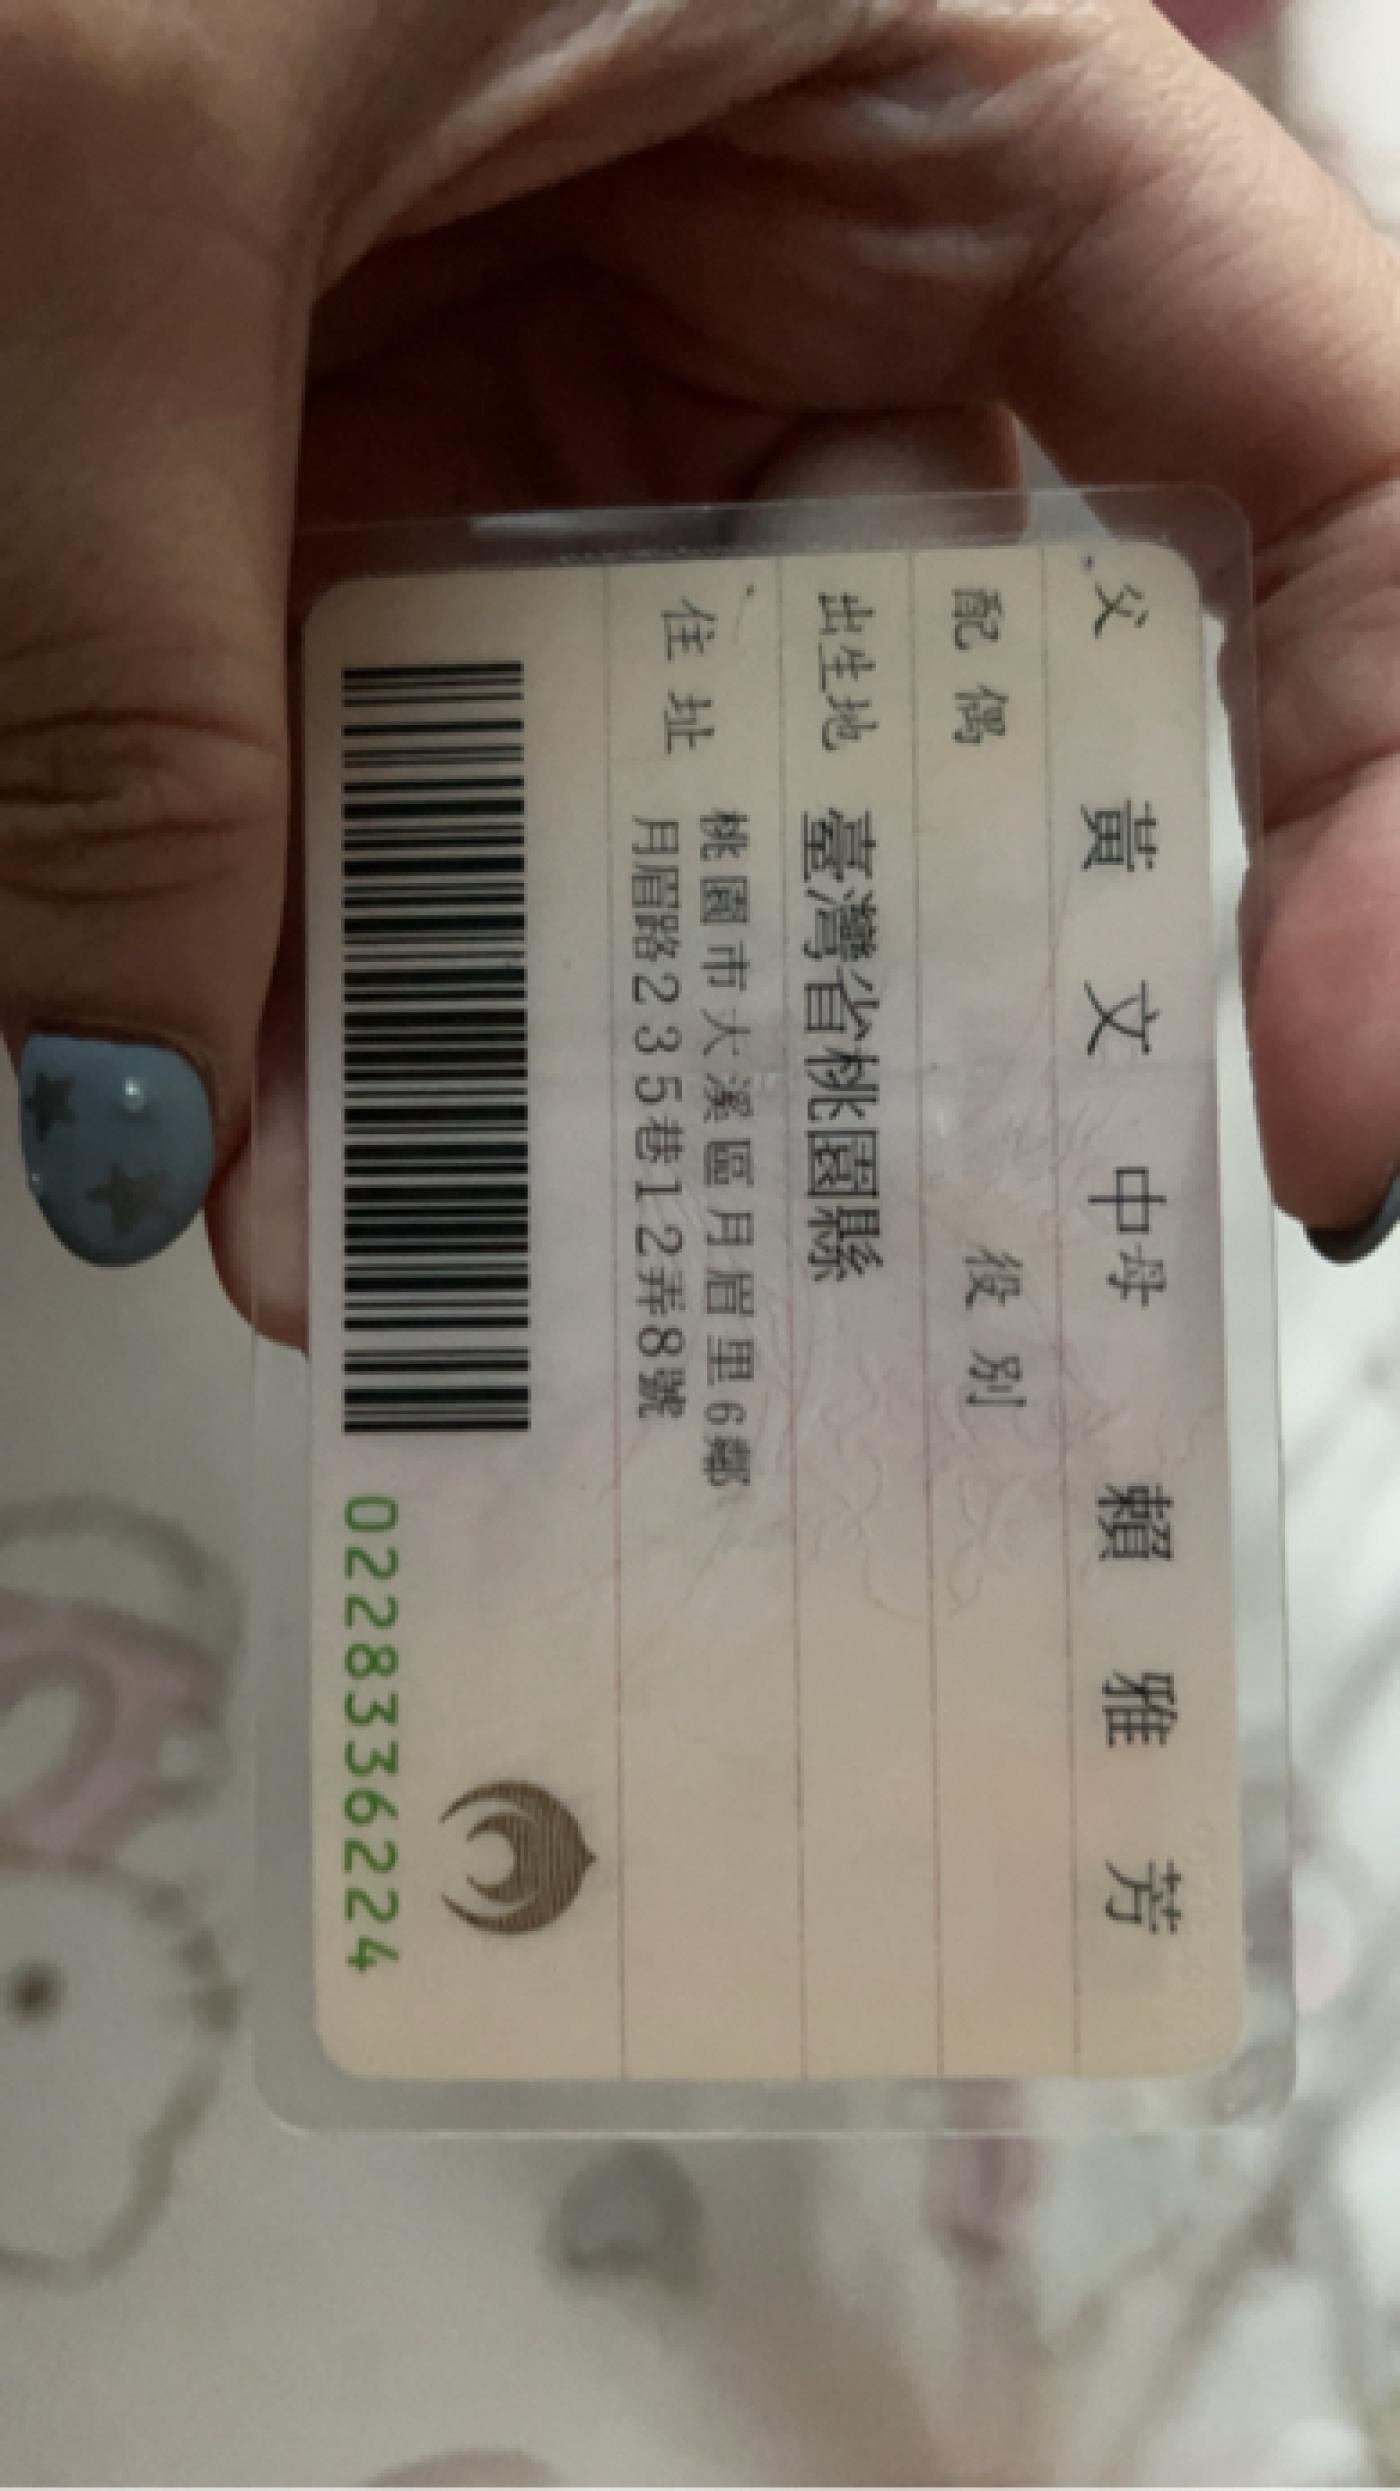 父 黃文中 母 賴雅芳
配偶 役別
出生地 臺灣省桃園縣
住址 桃園市大溪區月眉里6鄰
月眉路235巷12弄8號
0228336224